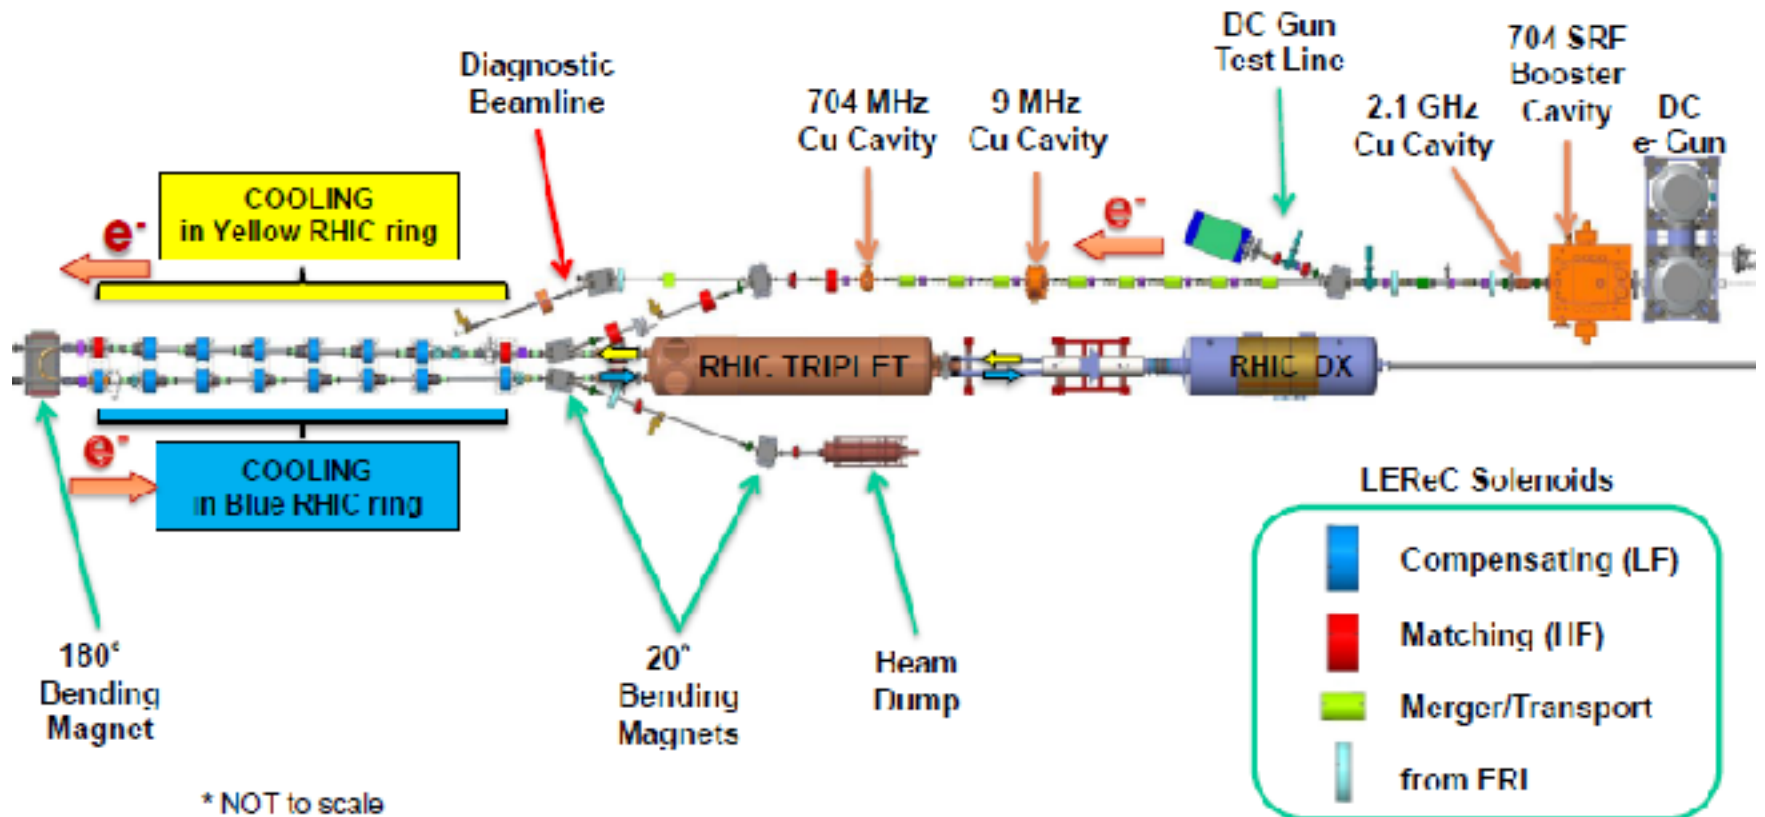 DC Gun
Test Line
704 SRF
Booster
Cavity
Diagnostic
Beamline
704 MHz
Cu Cavity
9 MHz
Cu Cavity
2.1 GHz
Cu Cavity
DC
e- Gun
COOLING
in Yellow RHIC ring
e-
e-
RHIC TRIPLET
RHIC DX
e-
COOLING
in Blue RHIC ring
LEReC Solenoids
Compensating (LF)
Matching (HF)
Merger/Transport
from ERL
180°
Bending
Magnet
20°
Bending
Magnets
Beam
Dump
* NOT to scale